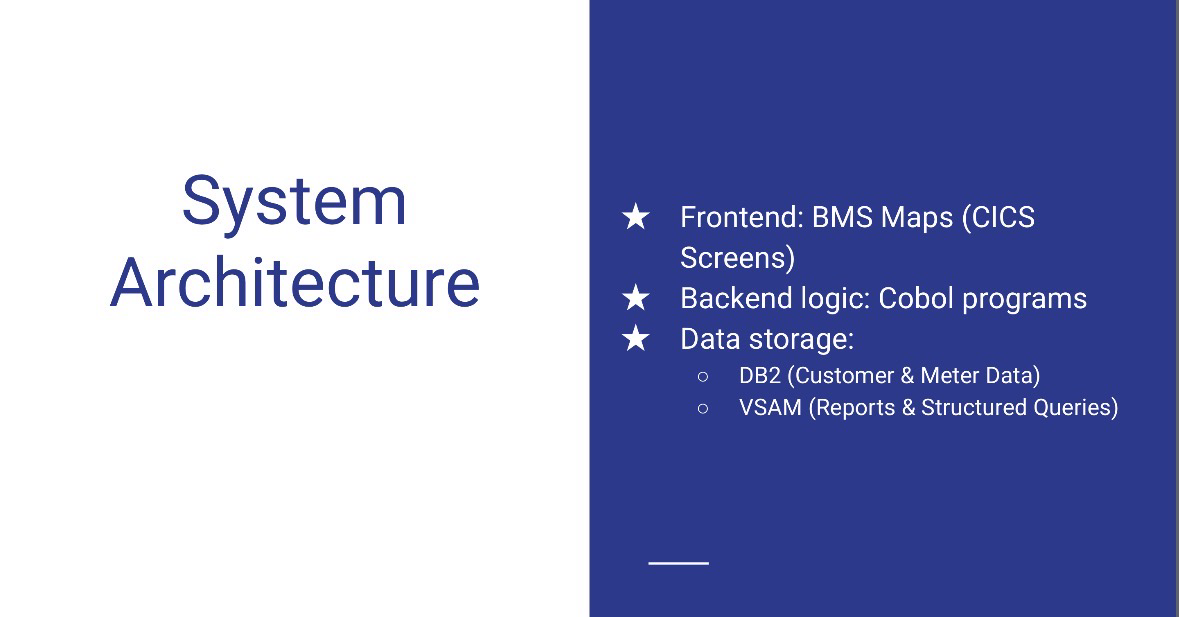 System
Architecture
★ Frontend: BMS Maps (CICS
Screens)
★ Backend logic: Cobol programs
★ Data storage:
○ DB2 (Customer & Meter Data)
○ VSAM (Reports & Structured Queries)